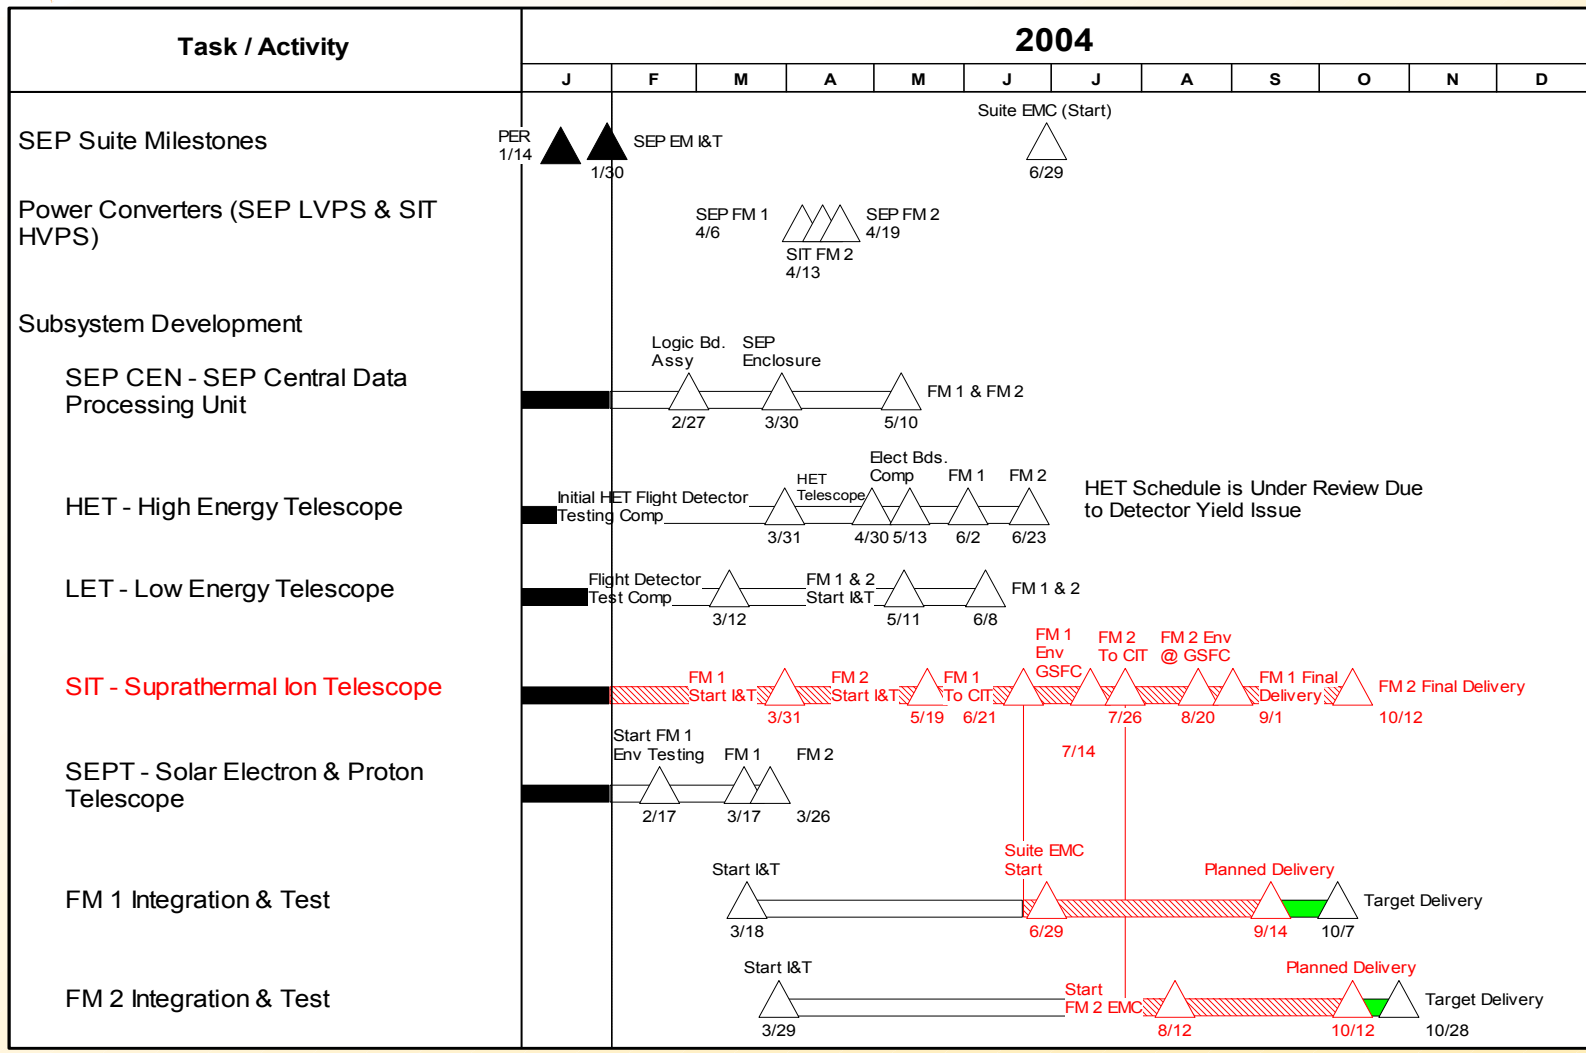 Task / Activity
2004
J F M A M J J A S O N D
SEP Suite Milestones
PER
1/14
SEP EM I&T
1/30
Suite EMC (Start)
6/29
Power Converters (SEP LVPS & SIT
HVPS)
SEP FM 1
4/6
SIT FM 2
4/13
SEP FM 2
4/19
Subsystem Development
SEP CEN - SEP Central Data
Processing Unit
Logic Bd.
Assy
2/27
SEP
Enclosure
3/30
5/10
FM 1 & FM 2
HET - High Energy Telescope
Initial HET Flight Detector
Testing Comp
3/31
HET
Telescope
4/30
Elect Bds.
Comp
5/13
FM 1
6/2
FM 2
6/23
HET Schedule is Under Review Due
to Detector Yield Issue
LET - Low Energy Telescope
Flight Detector
Test Comp
3/12
FM 1 & 2
Start I&T
5/11
6/8
FM 1 & 2
SIT - Suprathermal Ion Telescope
FM 1
Start I&T
3/31
FM 2
Start I&T
5/19
FM 1
To CIT
6/21
FM 1
Env
GSFC
7/14
FM 2
To CIT
7/26
FM 2 Env
@ GSFC
8/20
FM 1 Final
Delivery
9/1
FM 2 Final Delivery
10/12
SEPT - Solar Electron & Proton
Telescope
Start FM 1
Env Testing
2/17
FM 1
3/17
FM 2
3/26
FM 1 Integration & Test
Start I&T
3/18
Suite EMC
Start
6/29
Planned Delivery
9/14
10/7
Target Delivery
FM 2 Integration & Test
Start I&T
3/29
Start
FM 2 EMC
8/12
Planned Delivery
10/12
Target Delivery
10/28